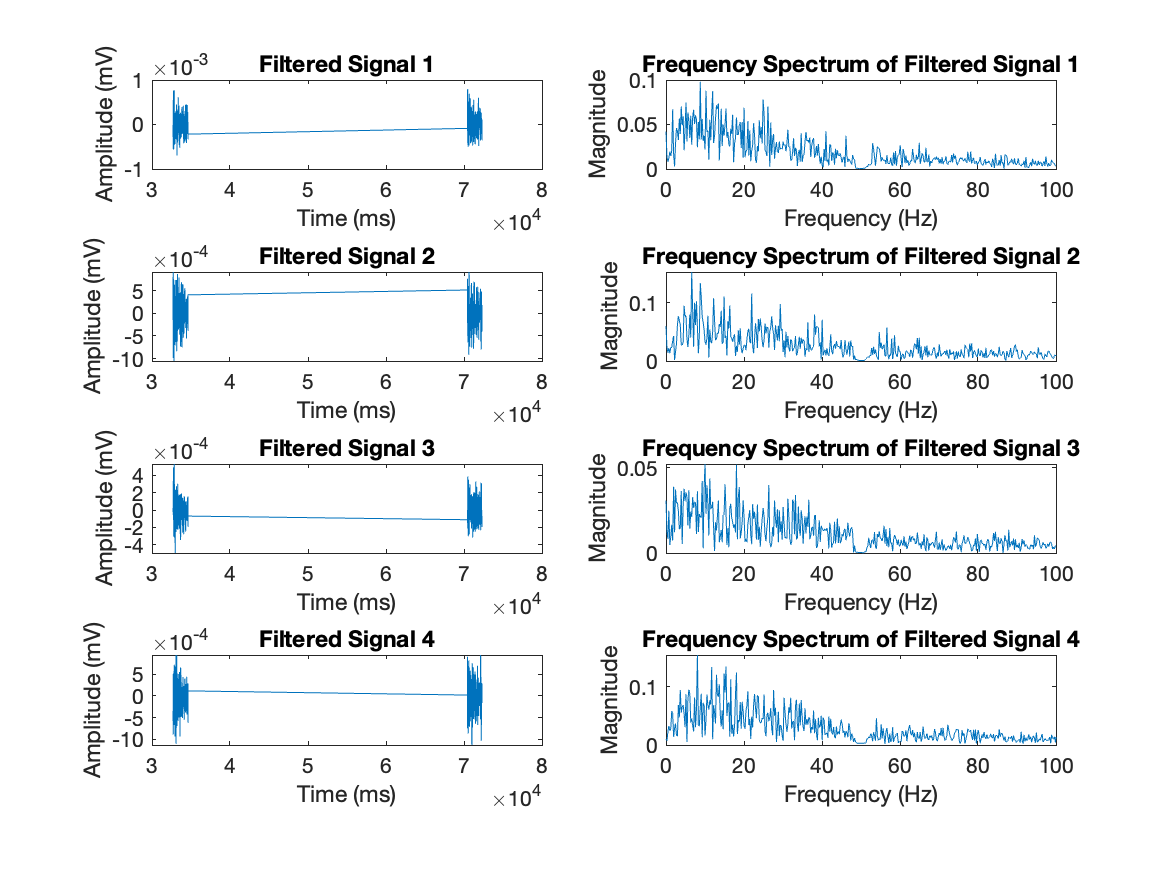 Filtered Signal 1
×10-3
Amplitude (mV)
1
0
-1
3 4 5 6 7 8
Time (ms)
×104
Frequency Spectrum of Filtered Signal 1
Magnitude
0.1
0.05
0
0 20 40 60 80 100
Frequency (Hz)
Filtered Signal 2
×10-4
Amplitude (mV)
5
0
-5
-10
3 4 5 6 7 8
Time (ms)
×104
Frequency Spectrum of Filtered Signal 2
Magnitude
0.1
0
0 20 40 60 80 100
Frequency (Hz)
Filtered Signal 3
×10-4
Amplitude (mV)
4
2
0
-2
-4
3 4 5 6 7 8
Time (ms)
×104
Frequency Spectrum of Filtered Signal 3
Magnitude
0.05
0
0 20 40 60 80 100
Frequency (Hz)
Filtered Signal 4
×10-4
Amplitude (mV)
5
0
-5
-10
3 4 5 6 7 8
Time (ms)
×104
Frequency Spectrum of Filtered Signal 4
Magnitude
0.1
0
0 20 40 60 80 100
Frequency (Hz)